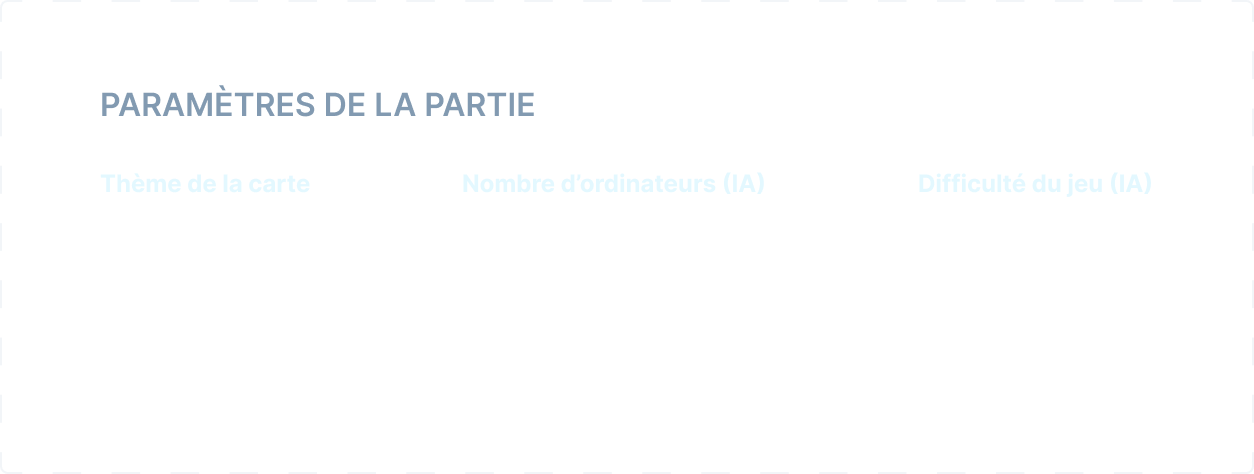 PARAMÈTRES DE LA PARTIE
Thème de la carte Nombre d’ordinateurs (IA) Difficulté du jeu (IA)